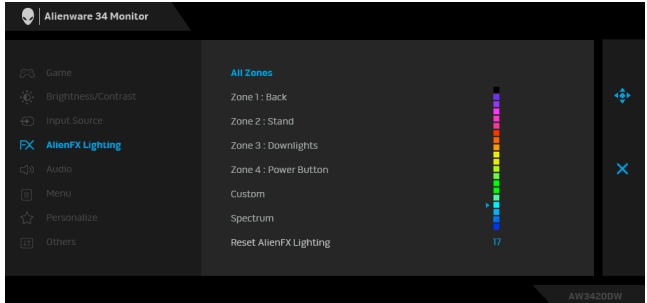 Alienware 34 Monitor
Game
Brightness/Contrast
Input Source
FX AlienFX Lighting
Audio
Menu
Personalize
Others
All Zones
Zone 1 : Back
Zone 2 : Stand
Zone 3 : Downlights
Zone 4 : Power Button
Custom
Spectrum
Reset AlienFX Lighting
17
AW3420DW